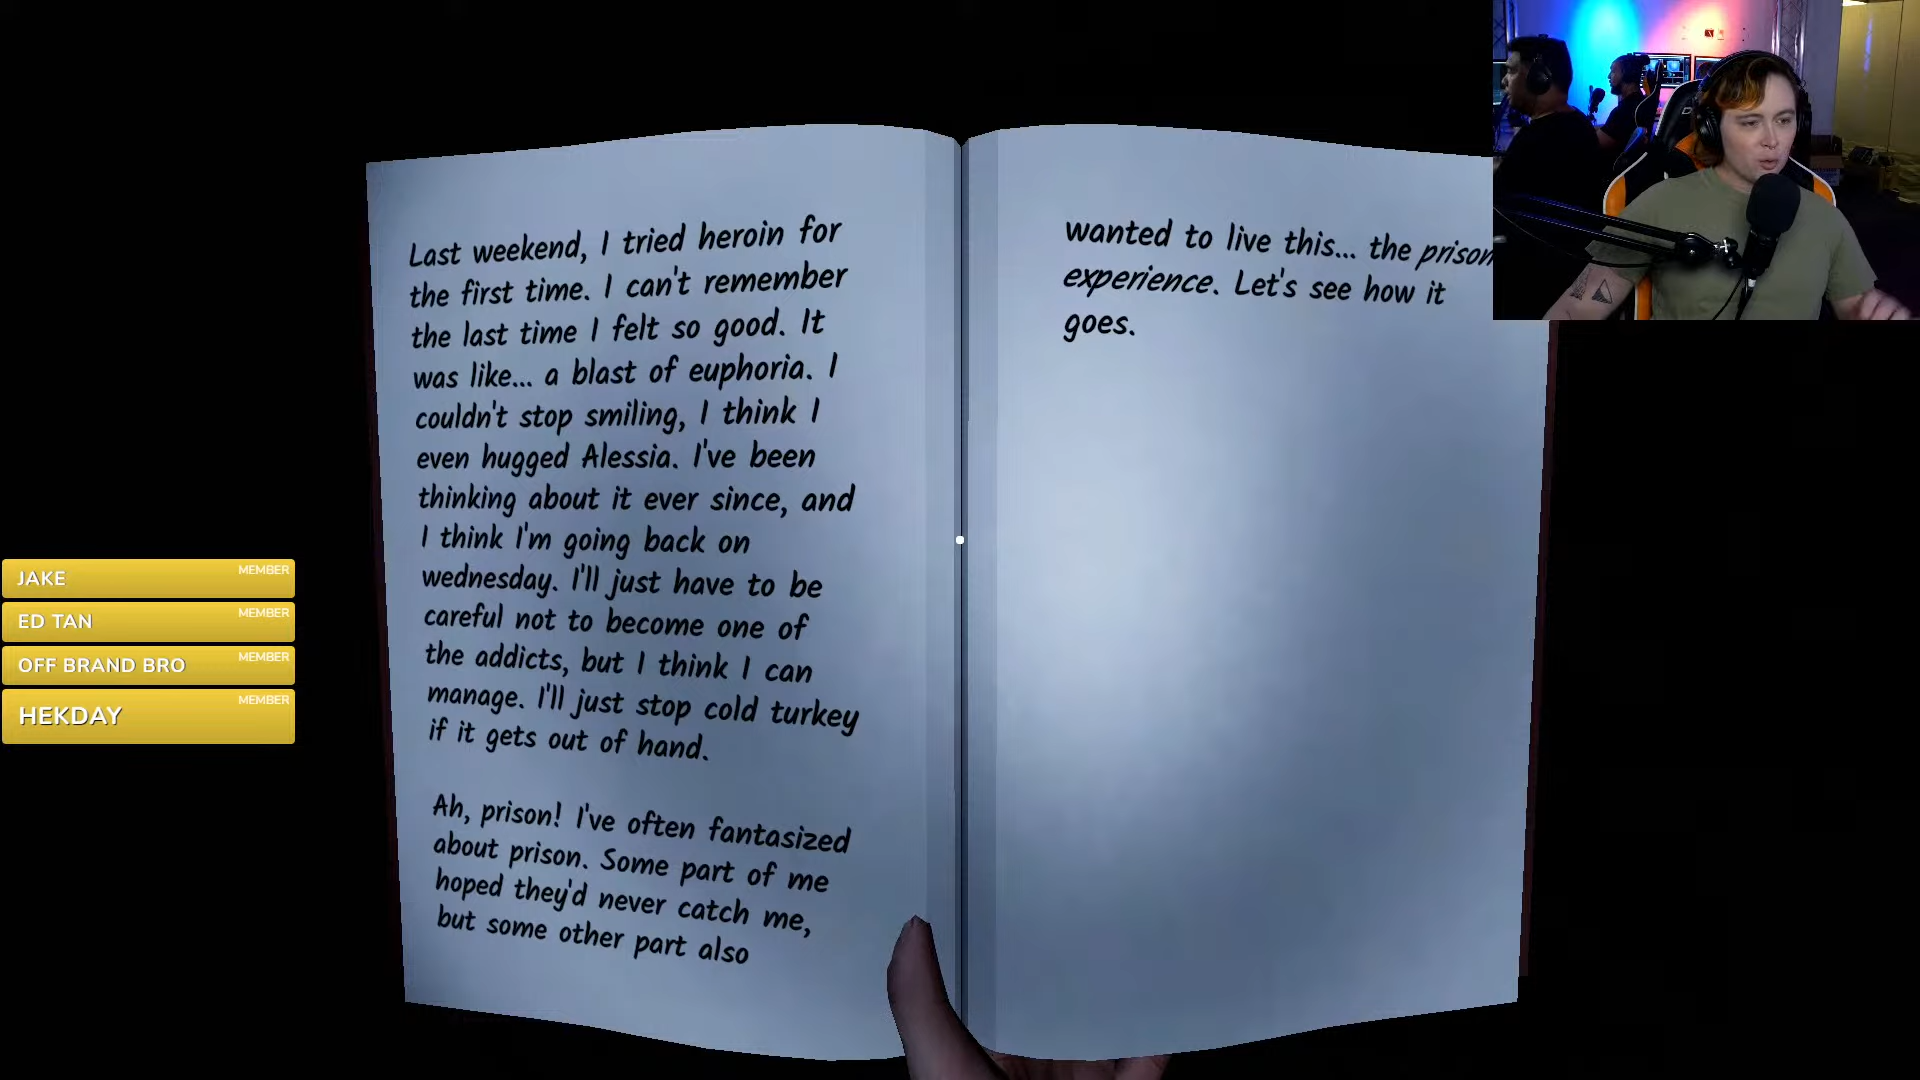 Last weekend, I tried heroin for
the first time. I can't remember
the last time I felt so good. It
was like... a blast of euphoria. I
couldn't stop smiling, I think I
even hugged Alessia. I've been
thinking about it ever since, and
I think I'm going back on
wednesday. I'll just have to be
careful not to become one of
the addicts, but I think I can
manage. I'll just stop cold turkey
if it gets out of hand.
Ah, prison! I've often fantasized
about prison. Some part of me
hoped they'd never catch me,
but some other part also
wanted to live this... the prison
experience. Let's see how it
goes.
JAKE MEMBER
ED TAN MEMBER
OFF BRAND BRO MEMBER
HEKDAY MEMBER